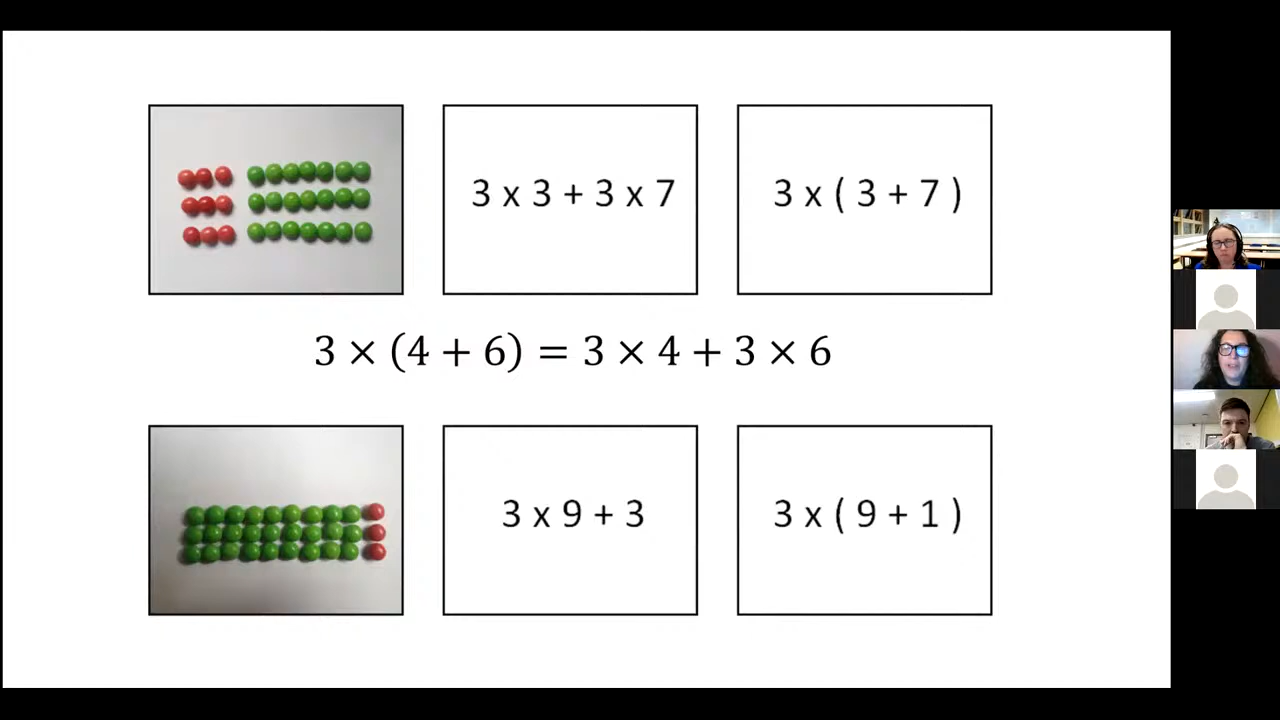 3 x 3 + 3 x 7
3 x ( 3 + 7 )
3 × (4 + 6) = 3 × 4 + 3 × 6
3 x 9 + 3
3 x ( 9 + 1 )